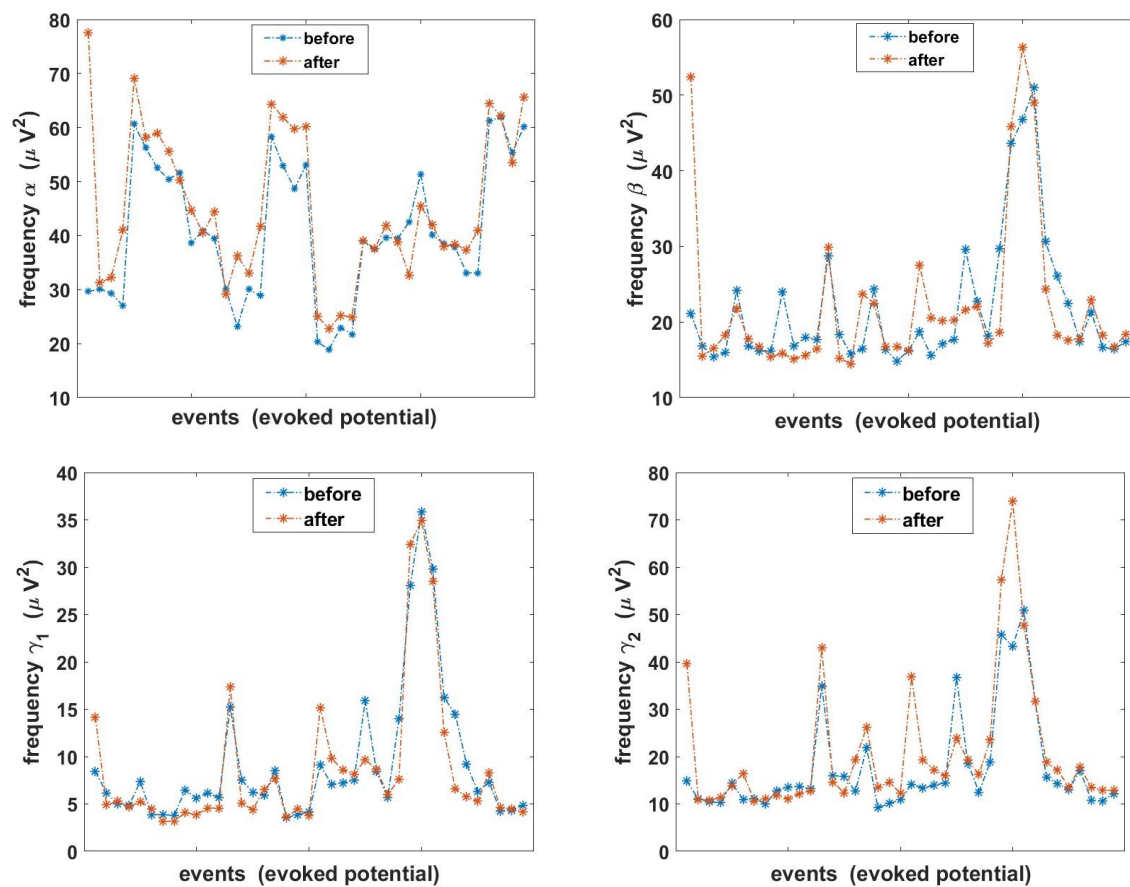 80
70
60
50
40
30
20
10
frequency α (μ V²)
before
after
events (evoked potential)
60
50
40
30
20
10
frequency β (μ V²)
before
after
events (evoked potential)
40
35
30
25
20
15
10
5
0
frequency γ₁ (μ V²)
before
after
events (evoked potential)
80
70
60
50
40
30
20
10
0
frequency γ₂ (μ V²)
before
after
events (evoked potential)